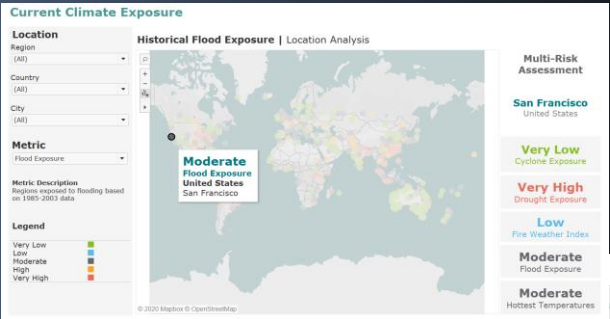 Current Climate Exposure
Location
Region
(All)
Country
(All)
City
(All)
Metric
Flood Exposure
Metric Description
Regions exposed to flooding based
on 1985-2003 data
Legend
Very Low
Low
Moderate
High
Very High
Historical Flood Exposure | Location Analysis
Moderate
Flood Exposure
United States
San Francisco
© 2020 Mapbox © OpenStreetMap
Multi-Risk
Assessment
San Francisco
United States
Very Low
Cyclone Exposure
Very High
Drought Exposure
Low
Fire Weather Index
Moderate
Flood Exposure
Moderate
Hottest Temperatures